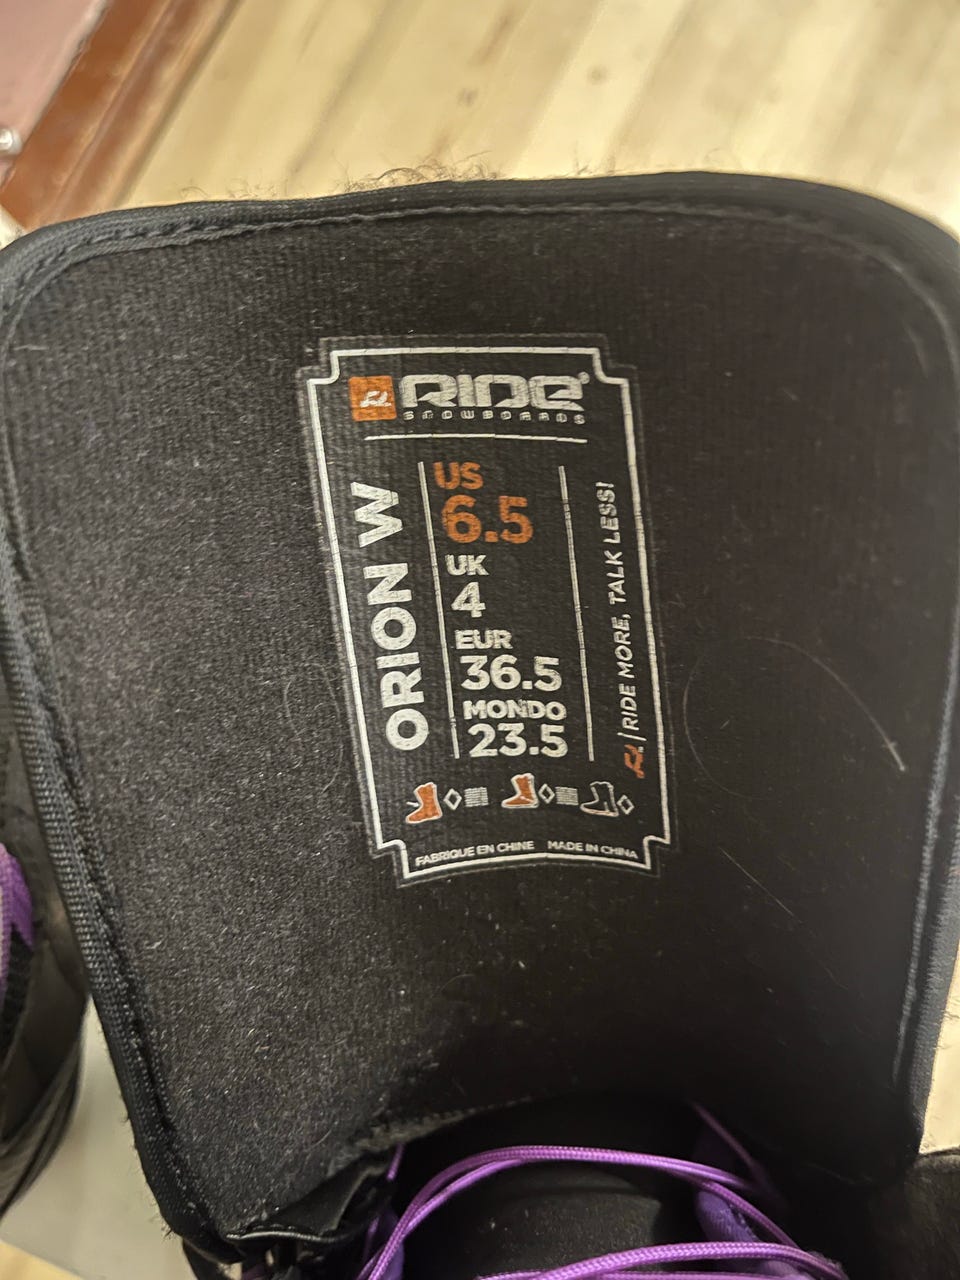 RIDE
SNOWBOARDS
ORION W
US
6.5
UK
4
EUR
36.5
MONDO
23.5
RIDE MORE, TALK LESS!
FABRIQUE EN CHINE MADE IN CHINA